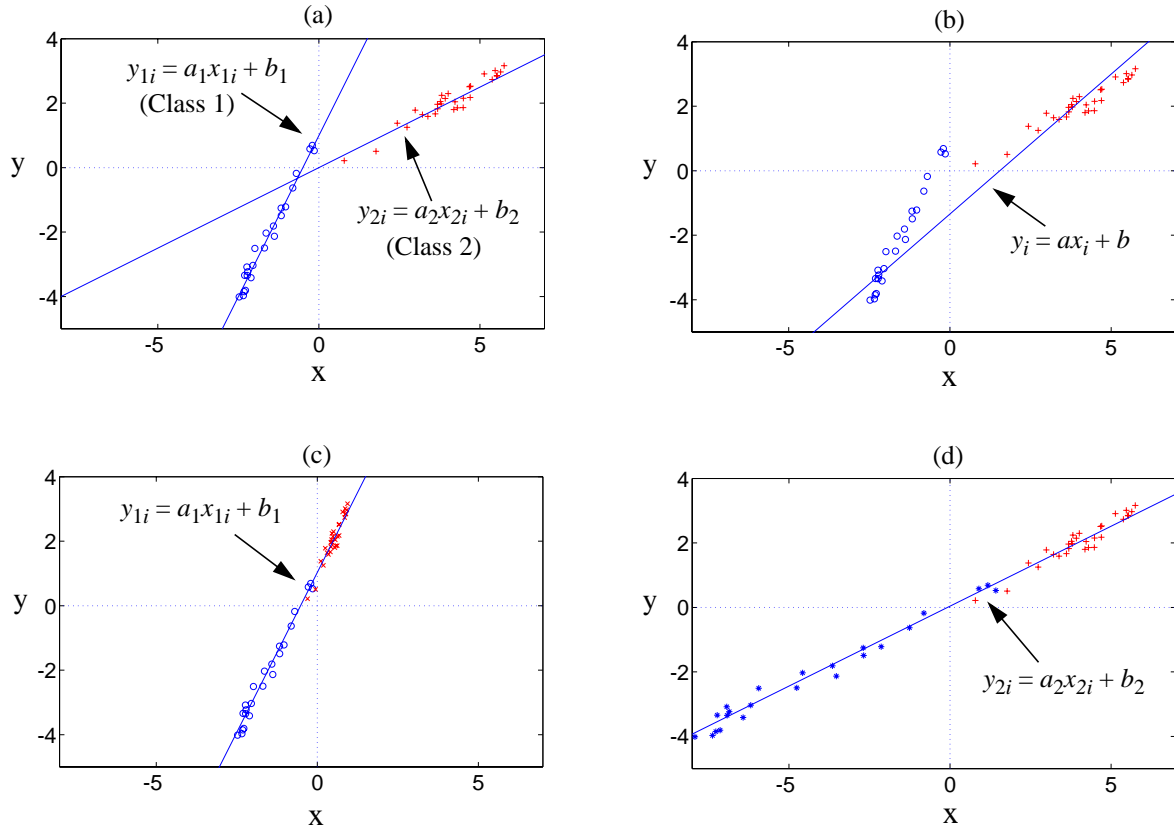 (a)
y1i = a1x1i + b1
(Class 1)
y2i = a2x2i + b2
(Class 2)
4
2
0
-2
-4
y
-5
0
5
x
(b)
yi = axi + b
4
2
0
-2
-4
y
-5
0
5
x
(c)
y1i = a1x1i + b1
4
2
0
-2
-4
y
-5
0
5
x
(d)
y2i = a2x2i + b2
4
2
0
-2
-4
y
-5
0
5
x